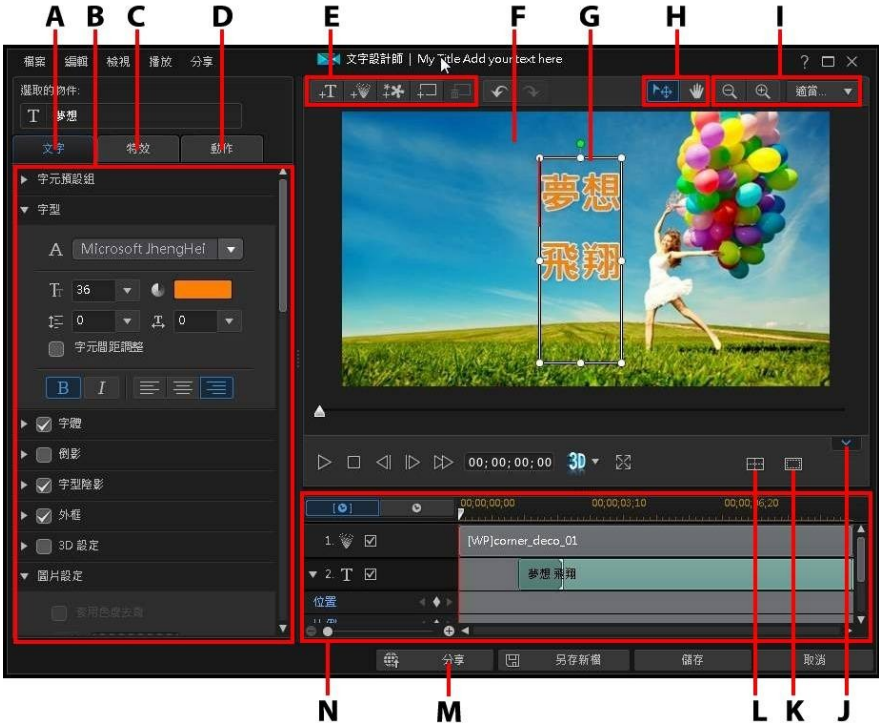 A B C D E F G H I
檔案 編輯 檢視 播放 分享 文字設計師 | My Title Add your text here ?
選取的物件:
T 夢想
+T 適當...
文字 特效 動作
字元預設組
字型
A Microsoft JhengHei
36
0 0
字元間距調整
B I
字體
倒影
字型陰影
外框
3D 設定
圖片設定
夢想
飛翔
00;00;00;00 3D
00;00;00;00 00;00;03;10 00;00;06;20
1. [WP]corner_deco_01
2. T 夢想 飛翔
位置
分享 另存新檔 儲存 取消
N M L K J